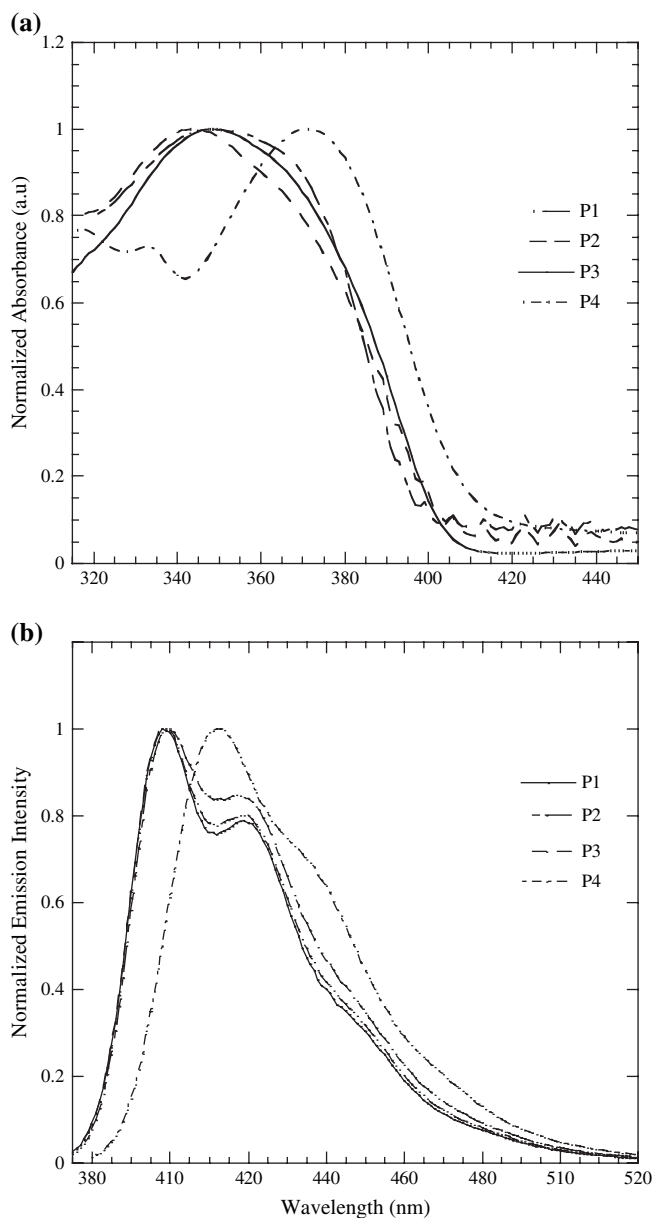 (a)
1.2
1
0.8
0.6
0.4
0.2
0
Normalized Absorbance (a.u)
P1
P2
P3
P4
320 340 360 380 400 420 440
(b)
1
0.8
0.6
0.4
0.2
0
Normalized Emission Intensity
P1
P2
P3
P4
380 410 420 440 460 480 510 520
Wavelength (nm)